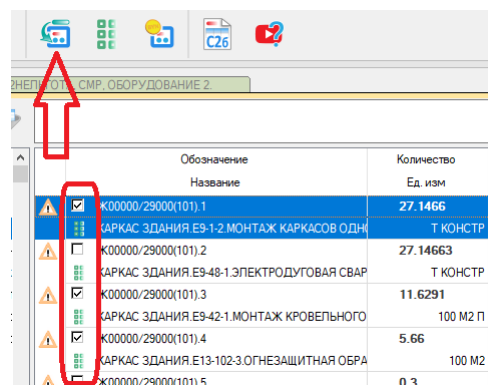 С2б
2НЕЛЬГОТА, СМР, ОБОРУДОВАНИЕ 2.
Обозначение Количество
Название Ед. изм
Ж00000/29000(101).1 27.1466
КАРКАС ЗДАНИЯ.Е9-1-2.МОНТАЖ КАРКАСОВ ОДНО Т КОНСТР
Ж00000/29000(101).2 27.14663
КАРКАС ЗДАНИЯ.Е9-48-1.ЭЛЕКТРОДУГОВАЯ СВАР Т КОНСТР
Ж00000/29000(101).3 11.6291
КАРКАС ЗДАНИЯ.Е9-42-1.МОНТАЖ КРОВЕЛЬНОГО 100 М2 П
Ж00000/29000(101).4 5.66
КАРКАС ЗДАНИЯ.Е13-102-3.ОГНЕЗАЩИТНАЯ ОБРА 100 М2
Ж00000/29000(101).5 0.3